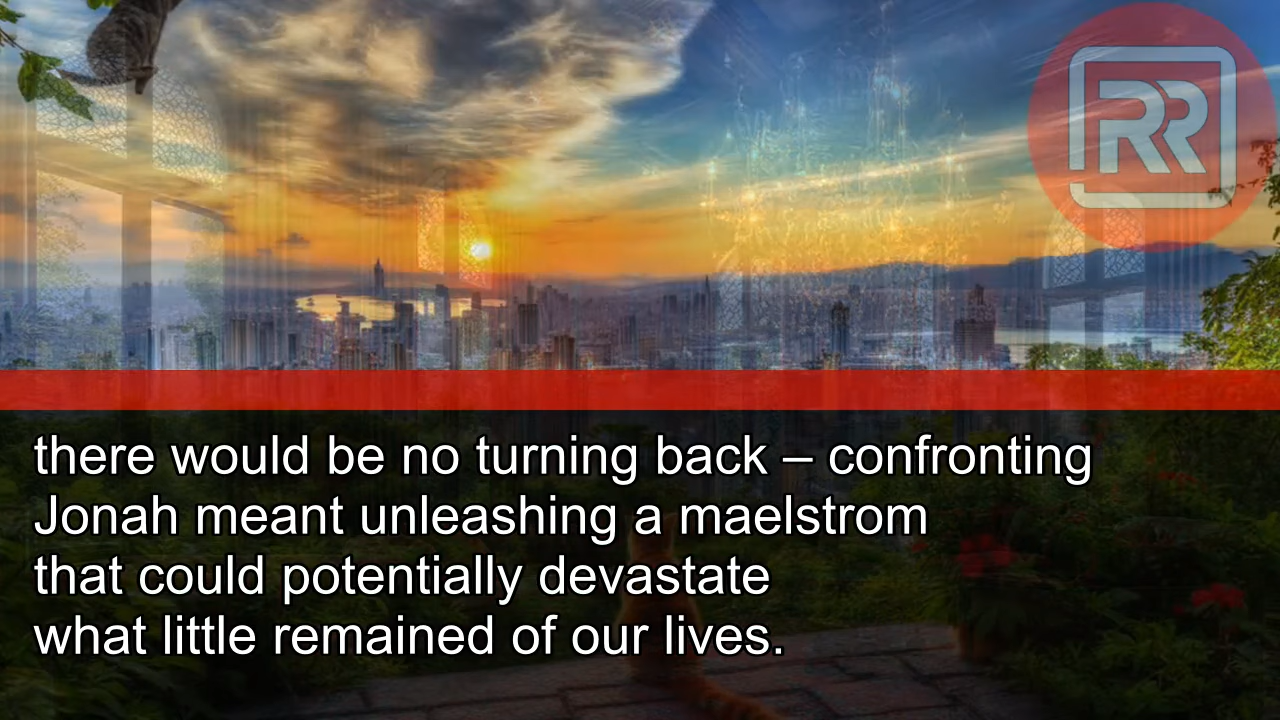 RR
there would be no turning back – confronting
Jonah meant unleashing a maelstrom
that could potentially devastate
what little remained of our lives.